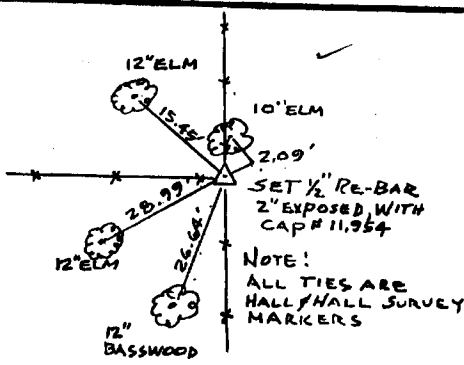 12" ELM
10" ELM
15.45'
2.09'
28.99'
SET 1/2" RE-BAR
2" EXPOSED, WITH
CAP # 11,954
12" ELM
26.64'
NOTE!
ALL TIES ARE
HALL & HALL SURVEY
MARKERS
12"
BASSWOOD